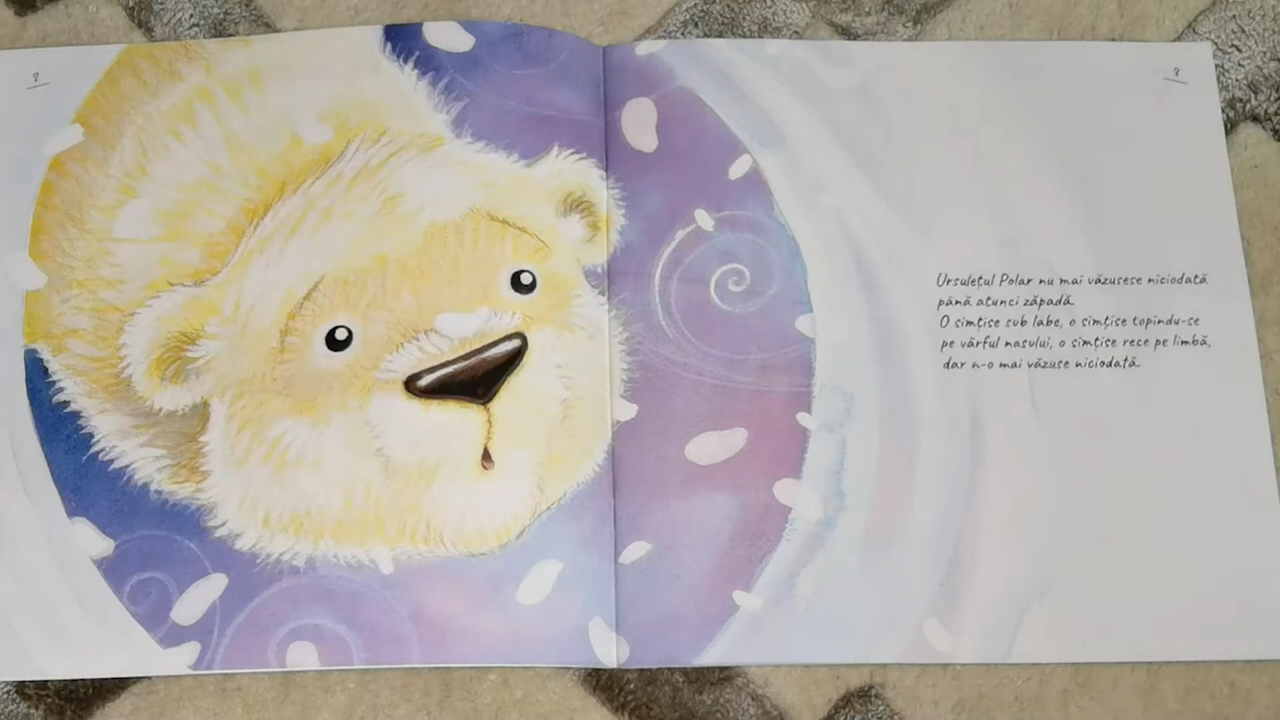 Ursulețul Polar nu mai văzusese niciodată
până atunci zăpadă.
O simțise sub labe, o simțise topindu-se
pe vârful nasului, o simțise rece pe limbă,
dar n-o mai văzuse niciodată.